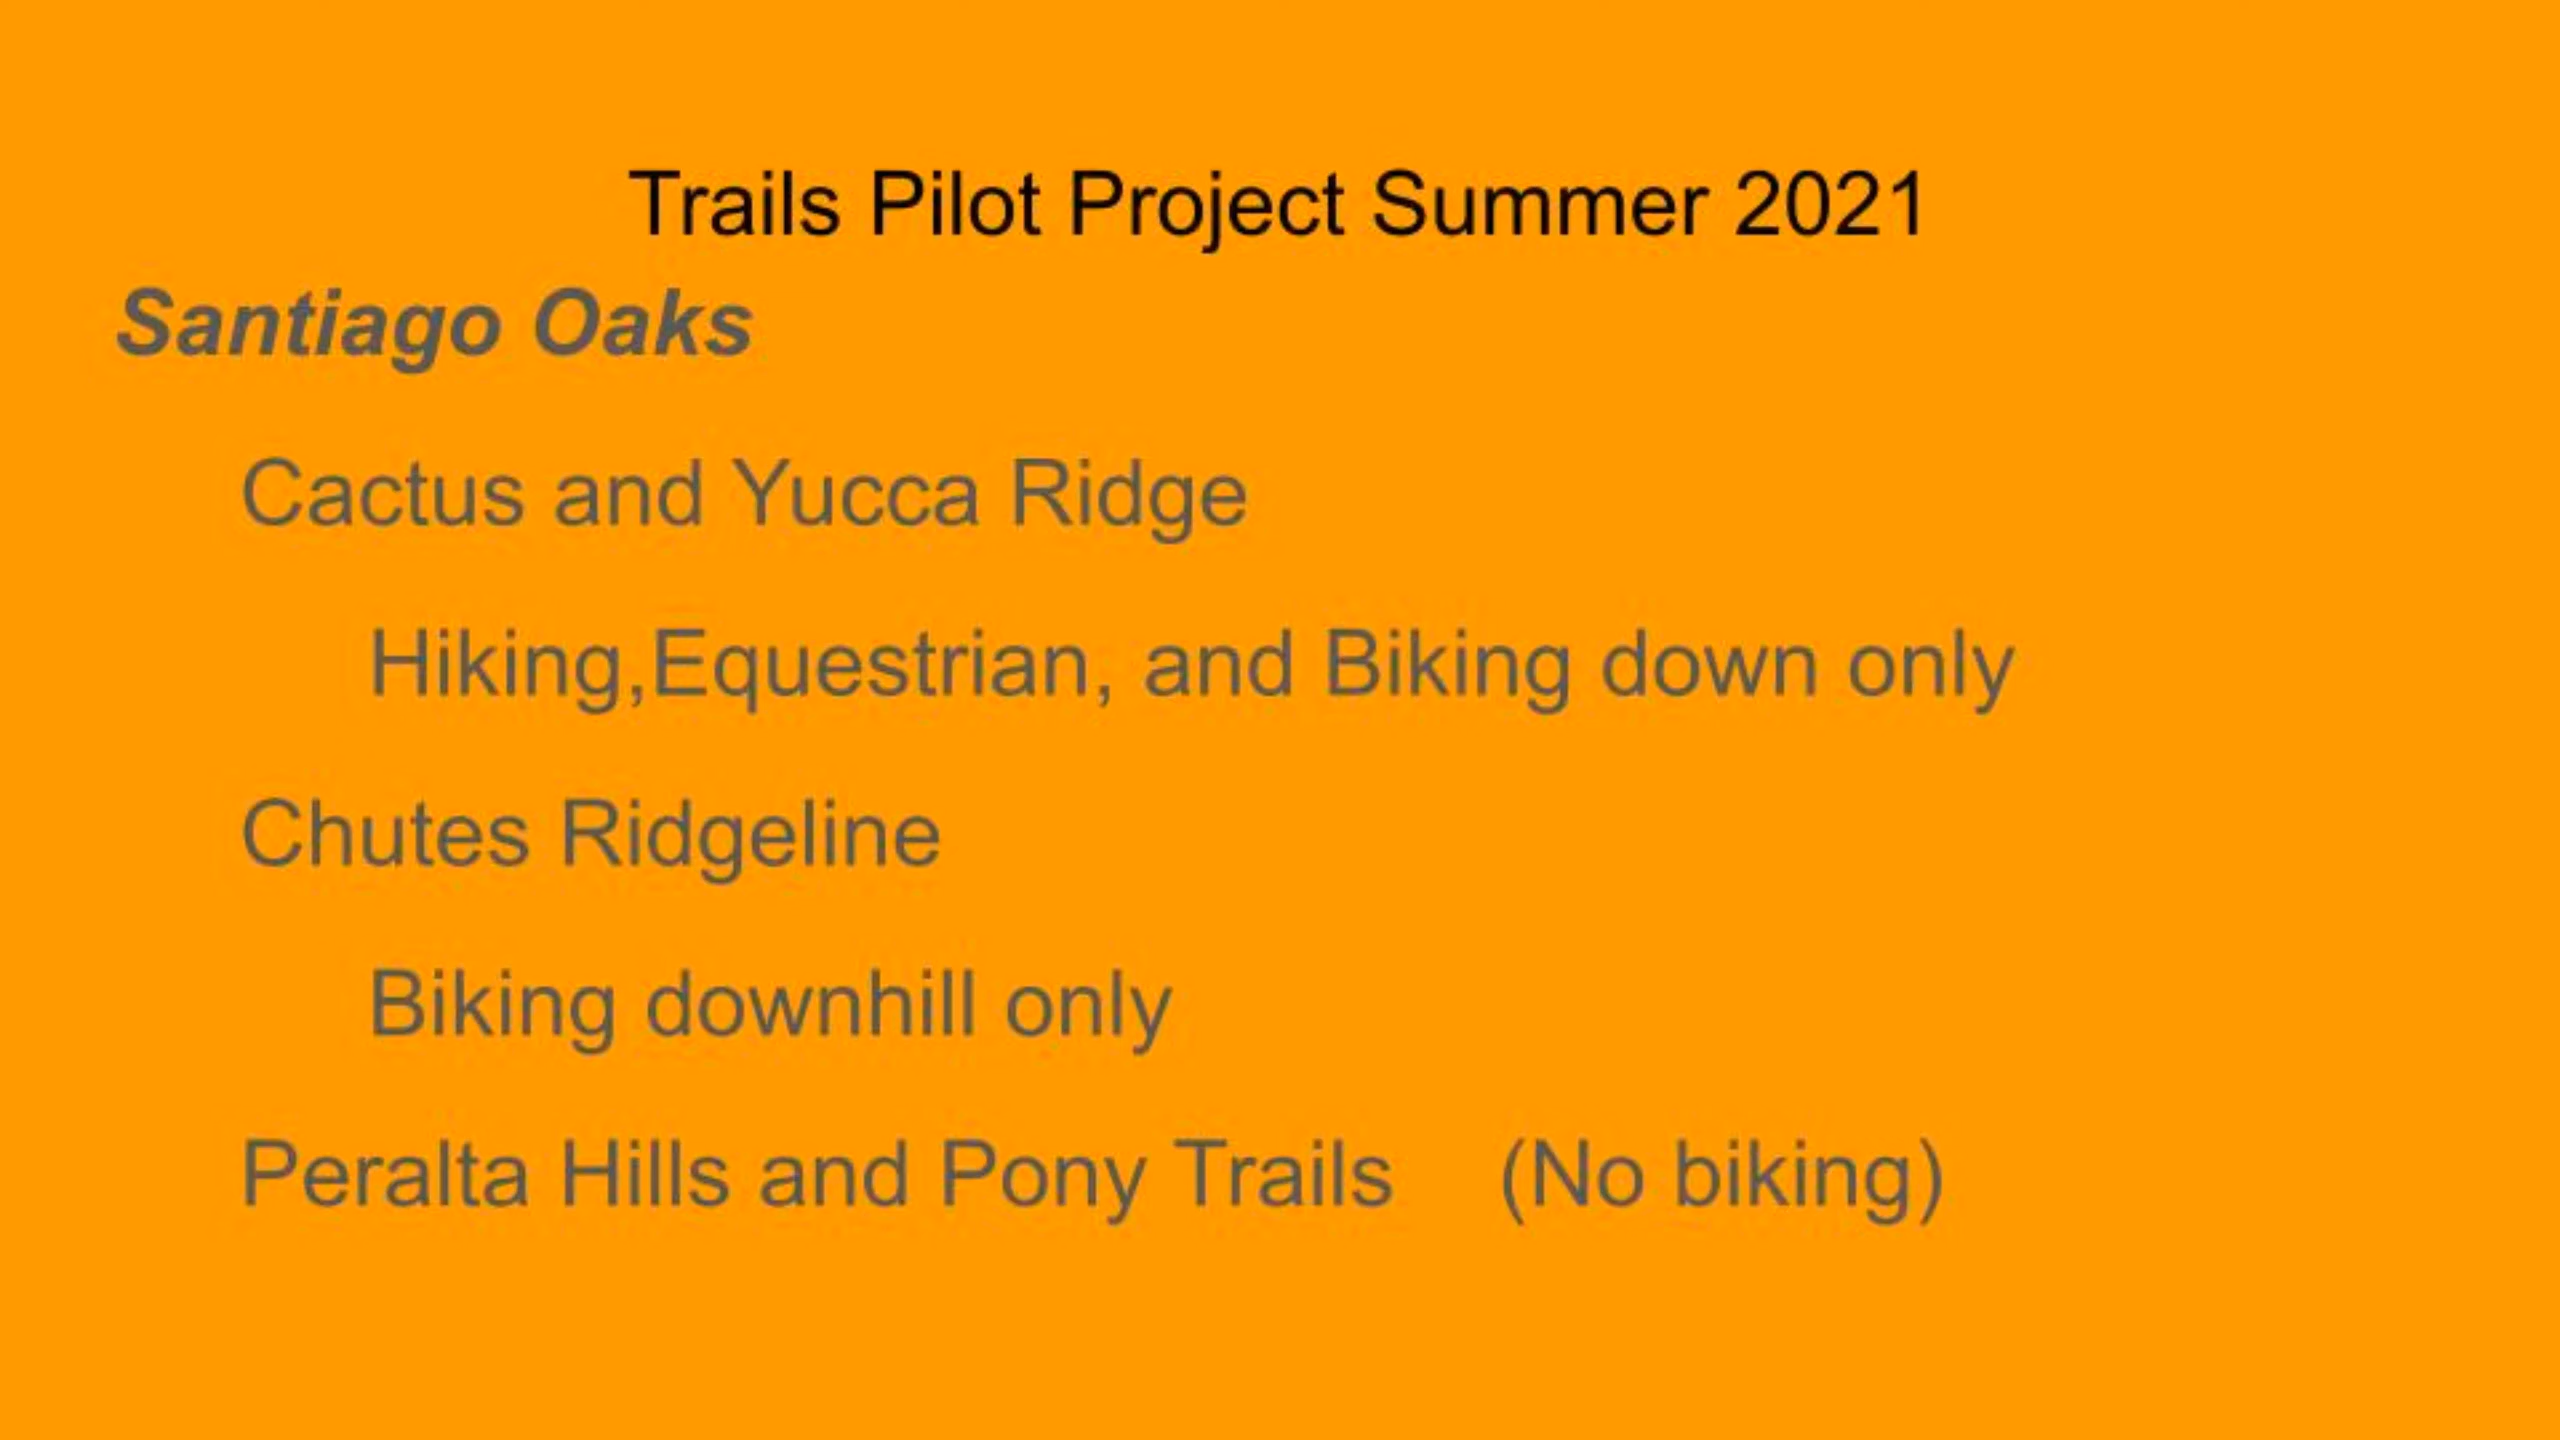 Trails Pilot Project Summer 2021
Santiago Oaks
Cactus and Yucca Ridge
Hiking,Equestrian, and Biking down only
Chutes Ridgeline
Biking downhill only
Peralta Hills and Pony Trails (No biking)